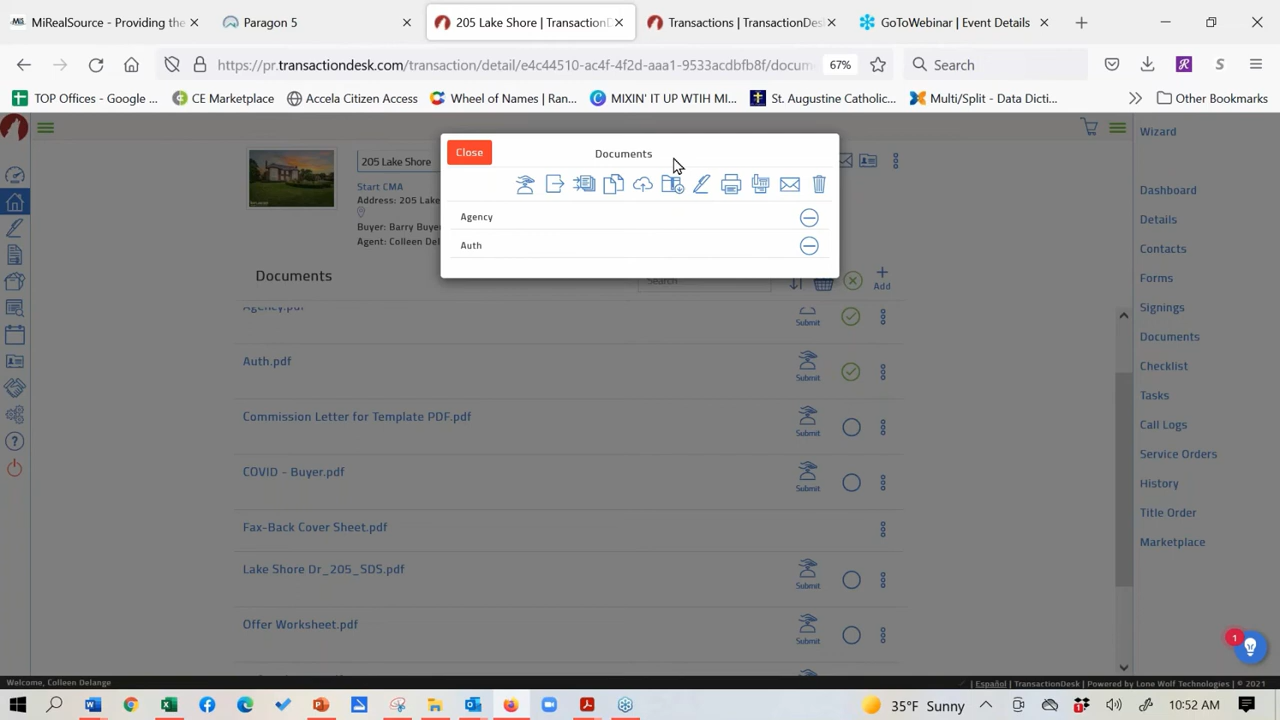 MiRealSource - Providing the
Paragon 5
205 Lake Shore | TransactionD
Transactions | TransactionDes
GoToWebinar | Event Details
https://pr.transactiondesk.com/transaction/detail/e4c44510-ac4f-4f2d-aaa1-9533acdbfb8f/docum
67%
Search
TOP Offices - Google ...
CE Marketplace
Accela Citizen Access
Wheel of Names | Ran...
MIXIN' IT UP WTIH MI...
St. Augustine Catholic...
Multi/Split - Data Dicti...
Other Bookmarks
Wizard
Close
Documents
205 Lake Shore
Start CMA
Address: 205 Lak
Buyer: Barry Buye
Agent: Colleen Del
Agency
Auth
Documents
Search
Add
Agency.pdf
Submit
Auth.pdf
Submit
Commission Letter for Template PDF.pdf
Submit
COVID - Buyer.pdf
Submit
Fax-Back Cover Sheet.pdf
Lake Shore Dr_205_SDS.pdf
Submit
Offer Worksheet.pdf
Submit
Dashboard
Details
Contacts
Forms
Signings
Documents
Checklist
Tasks
Call Logs
Service Orders
History
Title Order
Marketplace
1
Welcome, Colleen Delange
| Español | TransactionDesk | Powered by Lone Wolf Technologies | © 2021
35°F Sunny
10:52 AM